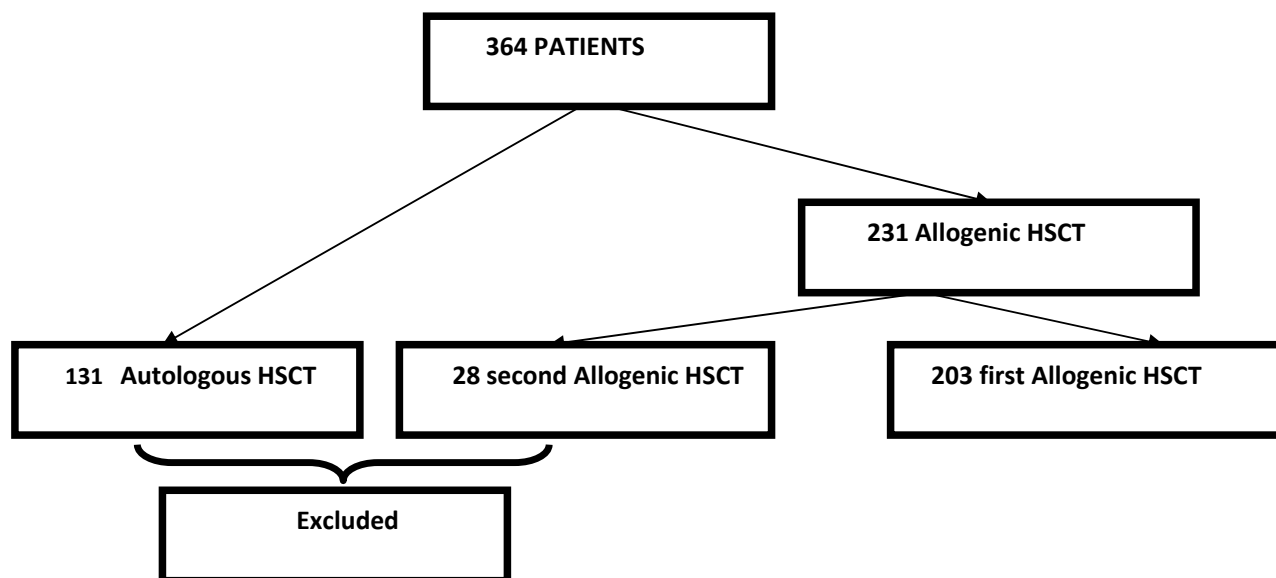 364 PATIENTS
231 Allogenic HSCT
131 Autologous HSCT
28 second Allogenic HSCT
203 first Allogenic HSCT
Excluded